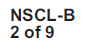 NSCL-B
2 of 9